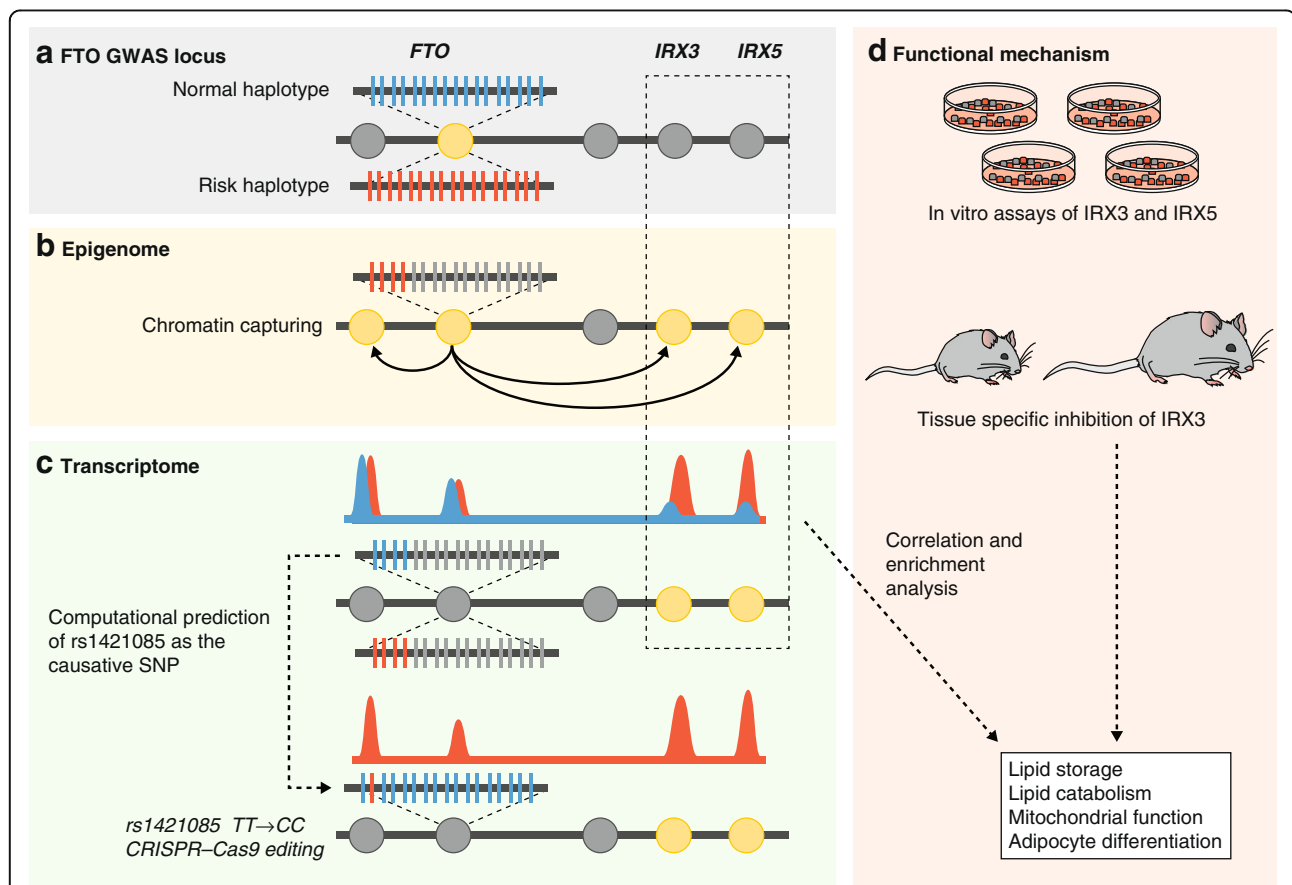 a FTO GWAS locus
FTO
IRX3
IRX5
Normal haplotype
Risk haplotype
b Epigenome
Chromatin capturing
c Transcriptome
Computational prediction
of rs1421085 as the
causative SNP
rs1421085 TT→CC
CRISPR–Cas9 editing
d Functional mechanism
In vitro assays of IRX3 and IRX5
Tissue specific inhibition of IRX3
Correlation and
enrichment
analysis
Lipid storage
Lipid catabolism
Mitochondrial function
Adipocyte differentiation